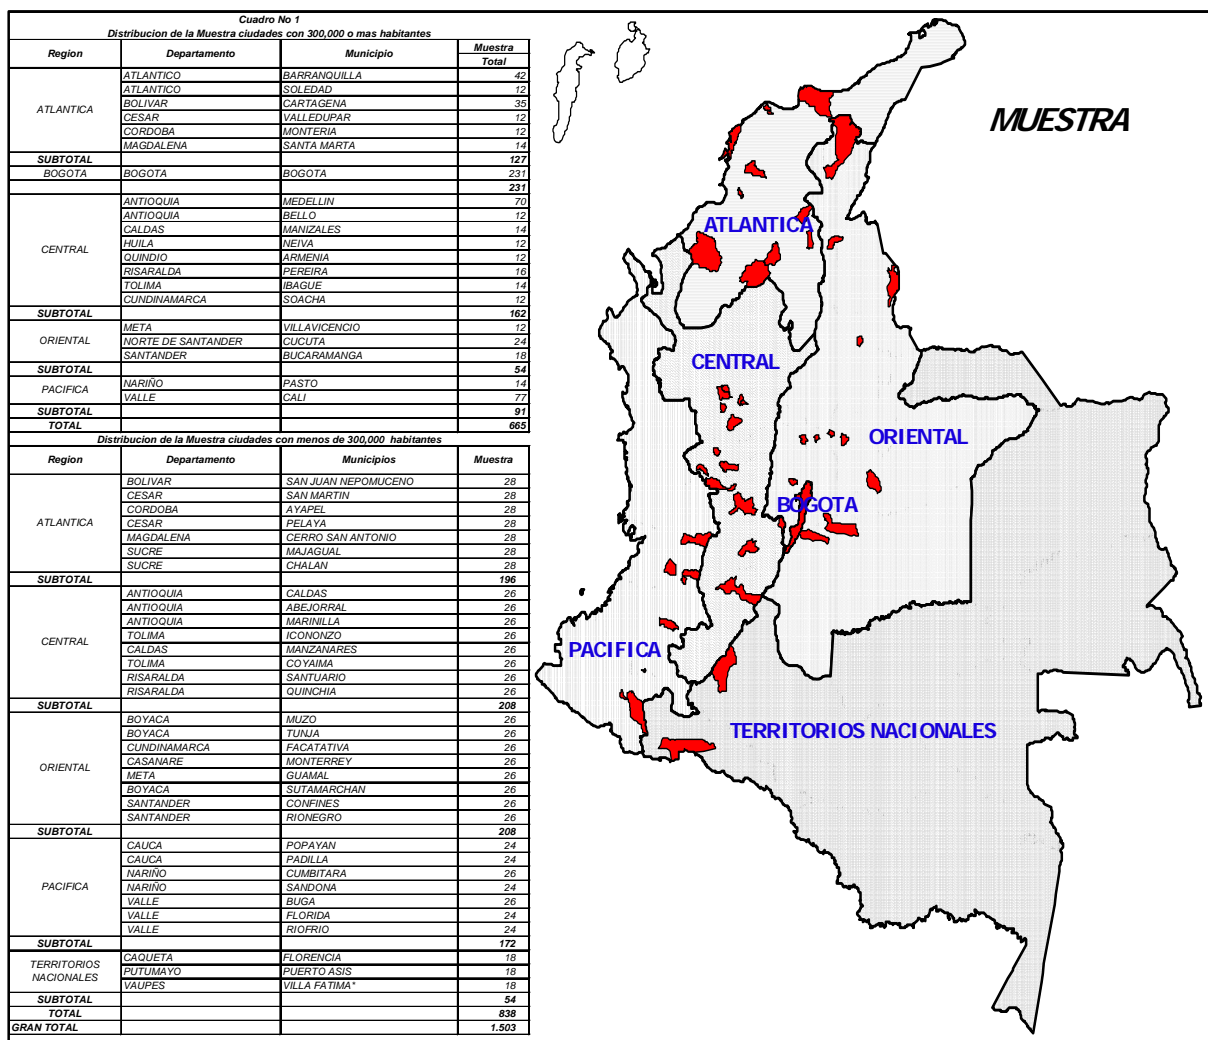 Cuadro No 1
Distribucion de la Muestra ciudades con 300,000 o mas habitantes
Region Departamento Municipio Muestra
Total
ATLANTICA
ATLANTICO BARRANQUILLA 42
ATLANTICO SOLEDAD 12
BOLIVAR CARTAGENA 35
CESAR VALLEDUPAR 12
CORDOBA MONTERIA 12
MAGDALENA SANTA MARTA 14
SUBTOTAL 127
BOGOTA BOGOTA BOGOTA 231
231
CENTRAL
ANTIOQUIA MEDELLIN 70
ANTIOQUIA BELLO 12
CALDAS MANIZALES 14
HUILA NEIVA 12
QUINDIO ARMENIA 12
RISARALDA PEREIRA 16
TOLIMA IBAGUE 14
CUNDINAMARCA SOACHA 12
SUBTOTAL 162
ORIENTAL
META VILLAVICENCIO 12
NORTE DE SANTANDER CUCUTA 24
SANTANDER BUCARAMANGA 18
SUBTOTAL 54
PACIFICA
NARIÑO PASTO 14
VALLE CALI 77
SUBTOTAL 91
TOTAL 665
Distribucion de la Muestra ciudades con menos de 300,000 habitantes
Region Departamento Municipios Muestra
ATLANTICA
BOLIVAR SAN JUAN NEPOMUCENO 28
CESAR SAN MARTIN 28
CORDOBA AYAPEL 28
CESAR PELAYA 28
MAGDALENA CERRO SAN ANTONIO 28
SUCRE MAJAGUAL 28
SUCRE CHALAN 28
SUBTOTAL 196
CENTRAL
ANTIOQUIA CALDAS 26
ANTIOQUIA ABEJORRAL 26
ANTIOQUIA MARINILLA 26
TOLIMA ICONONZO 26
CALDAS MANZANARES 26
TOLIMA COYAIMA 26
RISARALDA SANTUARIO 26
RISARALDA QUINCHIA 26
SUBTOTAL 208
ORIENTAL
BOYACA MUZO 26
BOYACA TUNJA 26
CUNDINAMARCA FACATATIVA 26
CASANARE MONTERREY 26
META GUAMAL 26
BOYACA SUTAMARCHAN 26
SANTANDER CONFINES 26
SANTANDER RIONEGRO 26
SUBTOTAL 208
PACIFICA
CAUCA POPAYAN 24
CAUCA PADILLA 24
NARIÑO CUMBITARA 26
NARIÑO SANDONA 24
VALLE BUGA 26
VALLE FLORIDA 24
VALLE RIOFRIO 24
SUBTOTAL 172
TERRITORIOS
NACIONALES
CAQUETA FLORENCIA 18
PUTUMAYO PUERTO ASIS 18
VAUPES VILLA FATIMA* 18
SUBTOTAL 54
TOTAL 838
GRAN TOTAL 1.503
MUESTRA
ATLANTICA
CENTRAL
ORIENTAL
BOGOTA
PACIFICA
TERRITORIOS NACIONALES